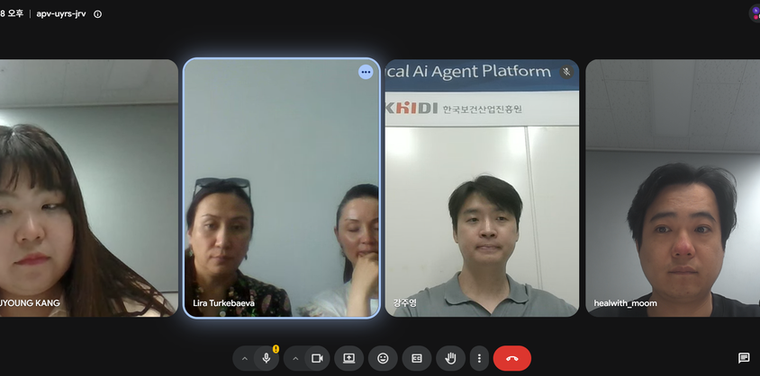 8 오후 | apv-uyrs-jrv
cal Ai Agent Platform
KHIDI 한국보건산업진흥원
JYOUNG KANG
Lira Turkebaeva
강주영
healwith_moom